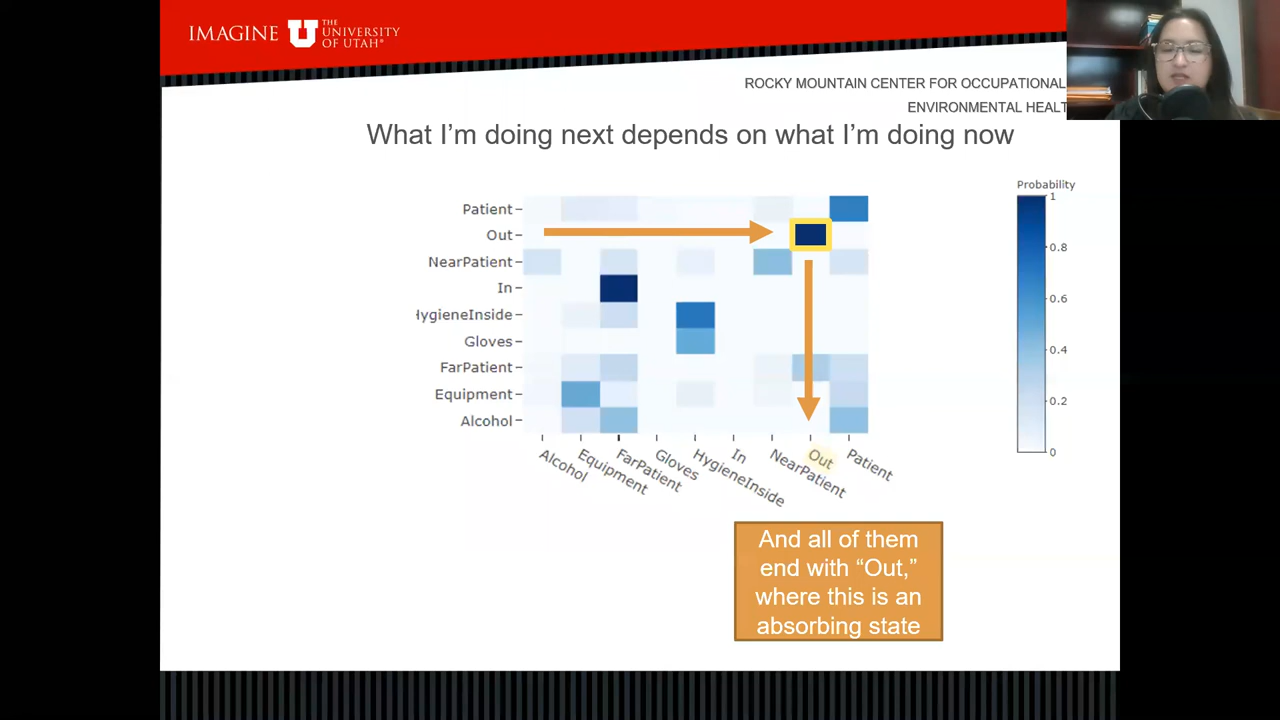 IMAGINE
THE
UNIVERSITY
OF UTAH®
ROCKY MOUNTAIN CENTER FOR OCCUPATIONAL
ENVIRONMENTAL HEALT
What I'm doing next depends on what I'm doing now
Probability
Patient
Out
NearPatient
In
HygieneInside
Gloves
FarPatient
Equipment
Alcohol
1
0.8
0.6
0.4
0.2
0
Alcohol
Equipment
FarPatient
Gloves
HygieneInside
In
NearPatient
Out
Patient
And all of them
end with “Out,”
where this is an
absorbing state